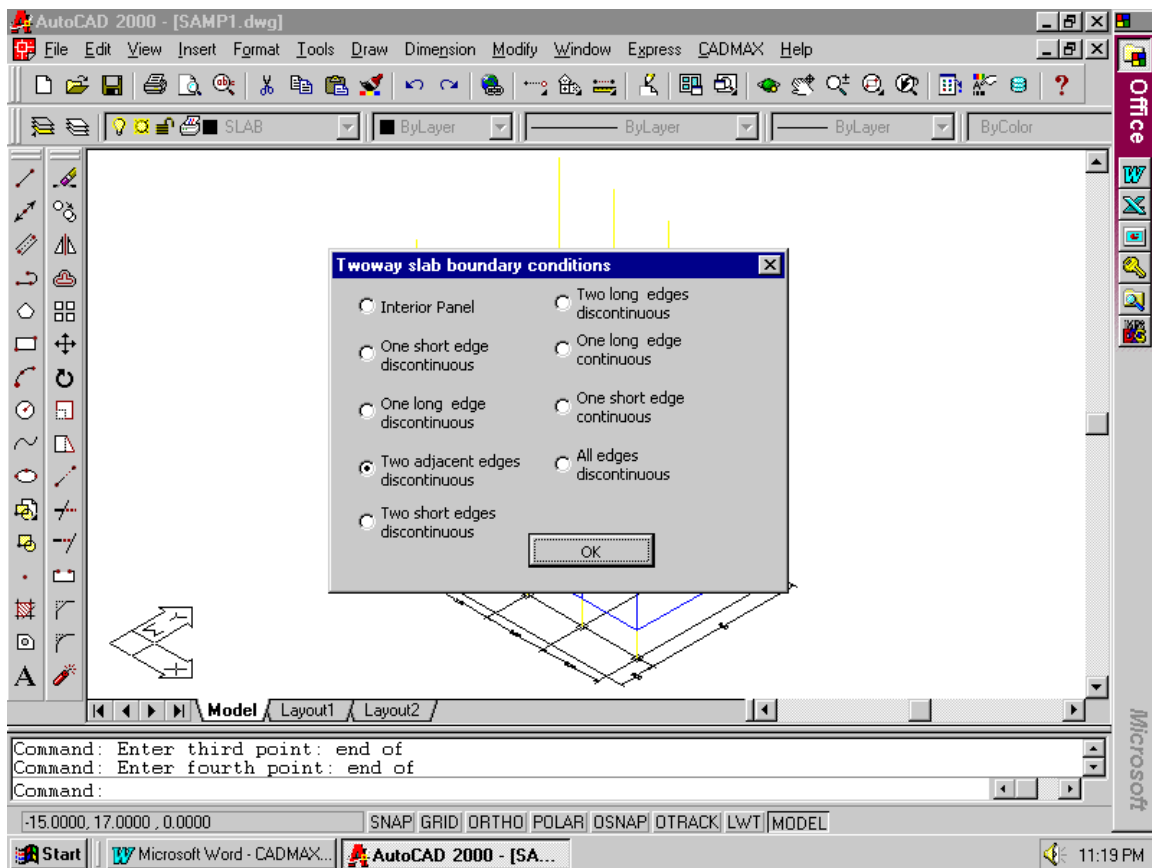 AutoCAD 2000 - [SAMP1.dwg]
File Edit View Insert Format Tools Draw Dimension Modify Window Express CADMAX Help
Office
SLAB ByLayer ByLayer ByLayer ByColor
Twoway slab boundary conditions
Interior Panel
One short edge
discontinuous
One long edge
discontinuous
Two adjacent edges
discontinuous
Two short edges
discontinuous
Two long edges
discontinuous
One long edge
continuous
One short edge
continuous
All edges
discontinuous
OK
Model Layout1 Layout2
Command: Enter third point: end of
Command: Enter fourth point: end of
Command:
-15.0000, 17.0000 , 0.0000 SNAP GRID ORTHO POLAR OSNAP OTRACK LWT MODEL
Microsoft
Start Microsoft Word - CADMAX... AutoCAD 2000 - [SA... 11:19 PM